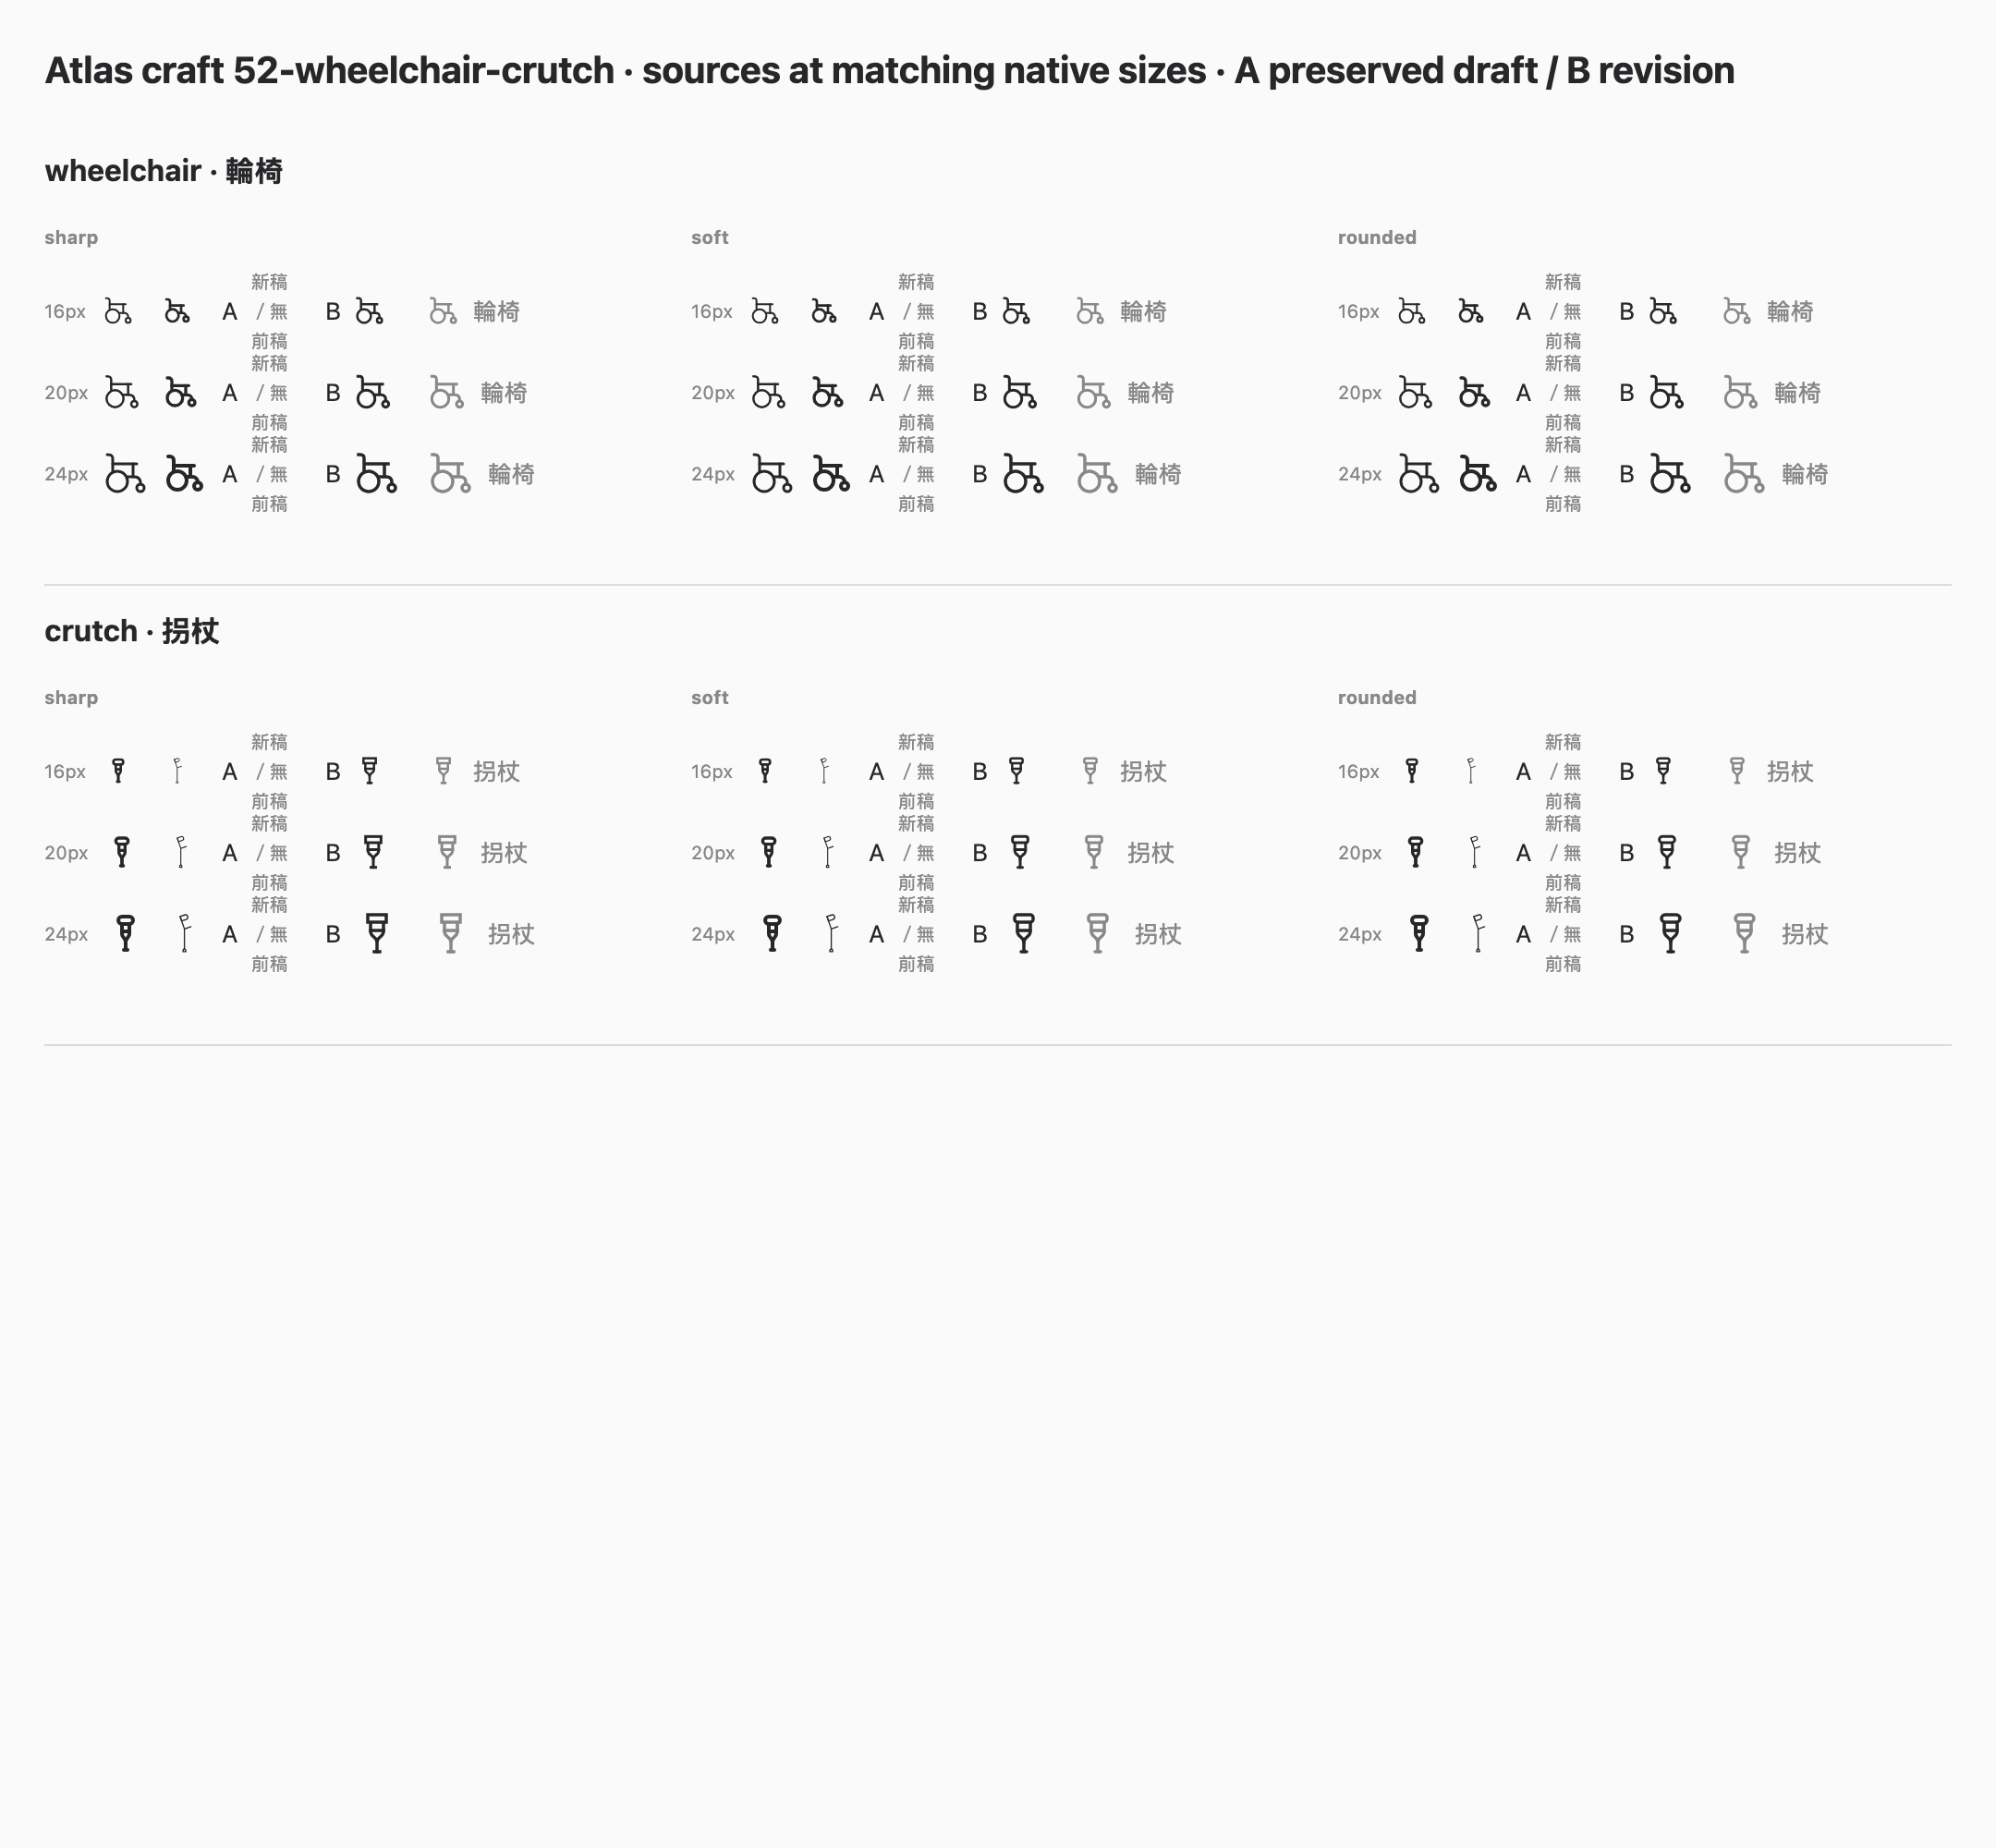 Atlas craft 52-wheelchair-crutch · sources at matching native sizes · A preserved draft / B revision
wheelchair · 輪椅
sharp
16px A 新稿 / 無前稿 B 輪椅
20px A 新稿 / 無前稿 B 輪椅
24px A 新稿 / 無前稿 B 輪椅
soft
16px A 新稿 / 無前稿 B 輪椅
20px A 新稿 / 無前稿 B 輪椅
24px A 新稿 / 無前稿 B 輪椅
rounded
16px A 新稿 / 無前稿 B 輪椅
20px A 新稿 / 無前稿 B 輪椅
24px A 新稿 / 無前稿 B 輪椅
crutch · 拐杖
sharp
16px A 新稿 / 無前稿 B 拐杖
20px A 新稿 / 無前稿 B 拐杖
24px A 新稿 / 無前稿 B 拐杖
soft
16px A 新稿 / 無前稿 B 拐杖
20px A 新稿 / 無前稿 B 拐杖
24px A 新稿 / 無前稿 B 拐杖
rounded
16px A 新稿 / 無前稿 B 拐杖
20px A 新稿 / 無前稿 B 拐杖
24px A 新稿 / 無前稿 B 拐杖